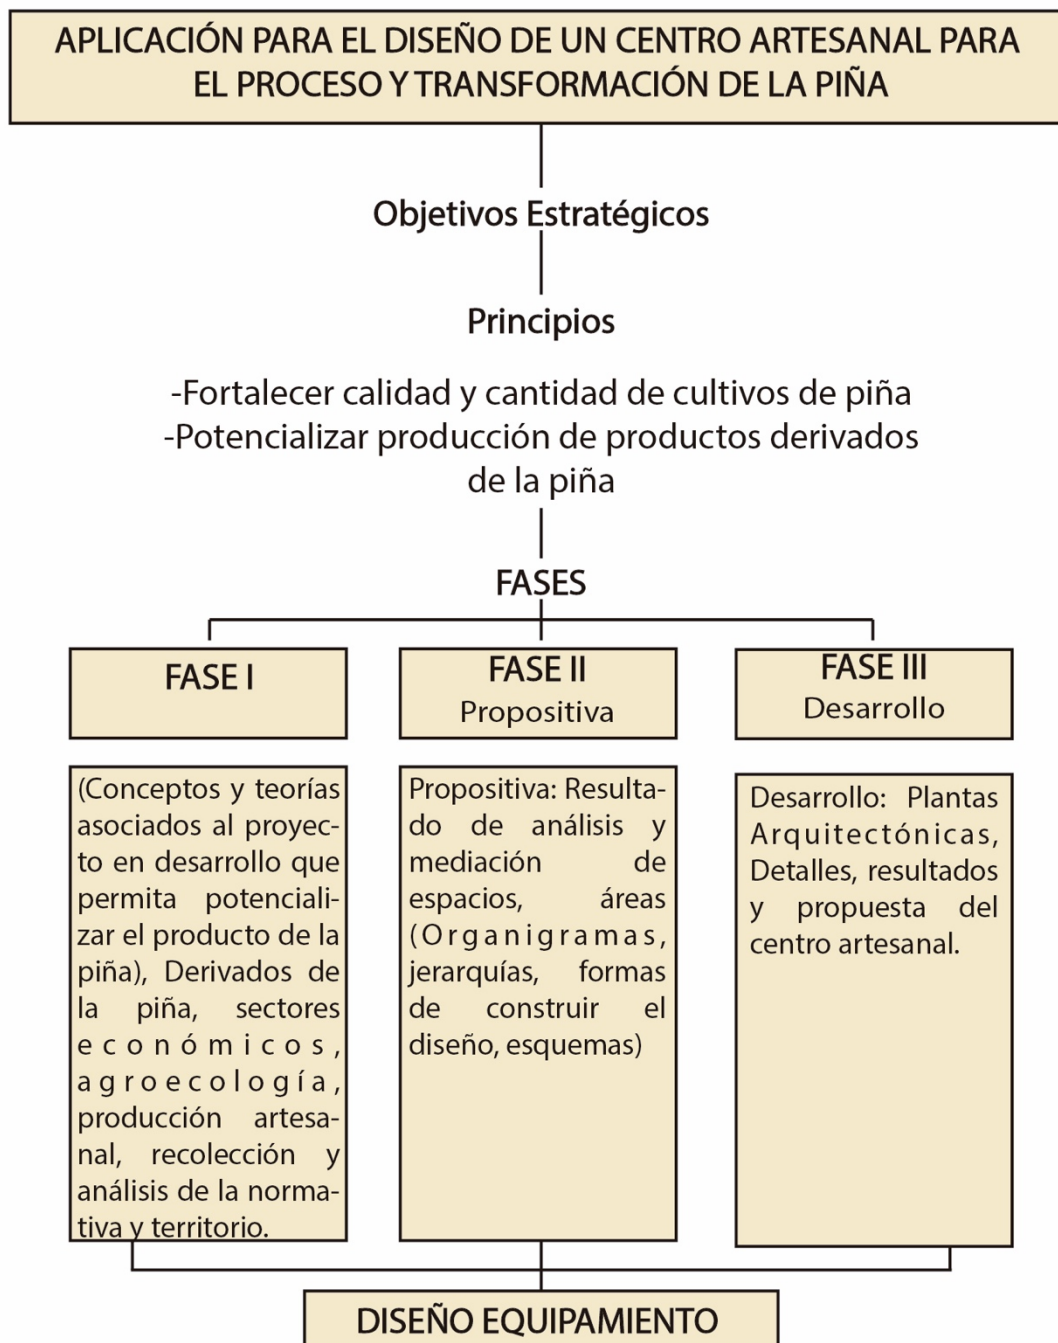 APLICACIÓN PARA EL DISEÑO DE UN CENTRO ARTESANAL PARA
EL PROCESO Y TRANSFORMACIÓN DE LA PIÑA
Objetivos Estratégicos
Principios
-Fortalecer calidad y cantidad de cultivos de piña
-Potencializar producción de productos derivados
de la piña
FASES
FASE I
(Conceptos y teorías
asociados al proyec-
to en desarrollo que
permita potenciali-
zar el producto de la
piña), Derivados de
la piña, sectores
económicos,
agroecología,
producción artesa-
nal, recolección y
análisis de la norma-
tiva y territorio.
FASE II
Propositiva
Propositiva: Resulta-
do de análisis y
mediación de
espacios, áreas
(Organigramas,
jerarquías, formas
de construir el
diseño, esquemas)
FASE III
Desarrollo
Desarrollo: Plantas
Arquitectónicas,
Detalles, resultados
y propuesta del
centro artesanal.
DISEÑO EQUIPAMIENTO